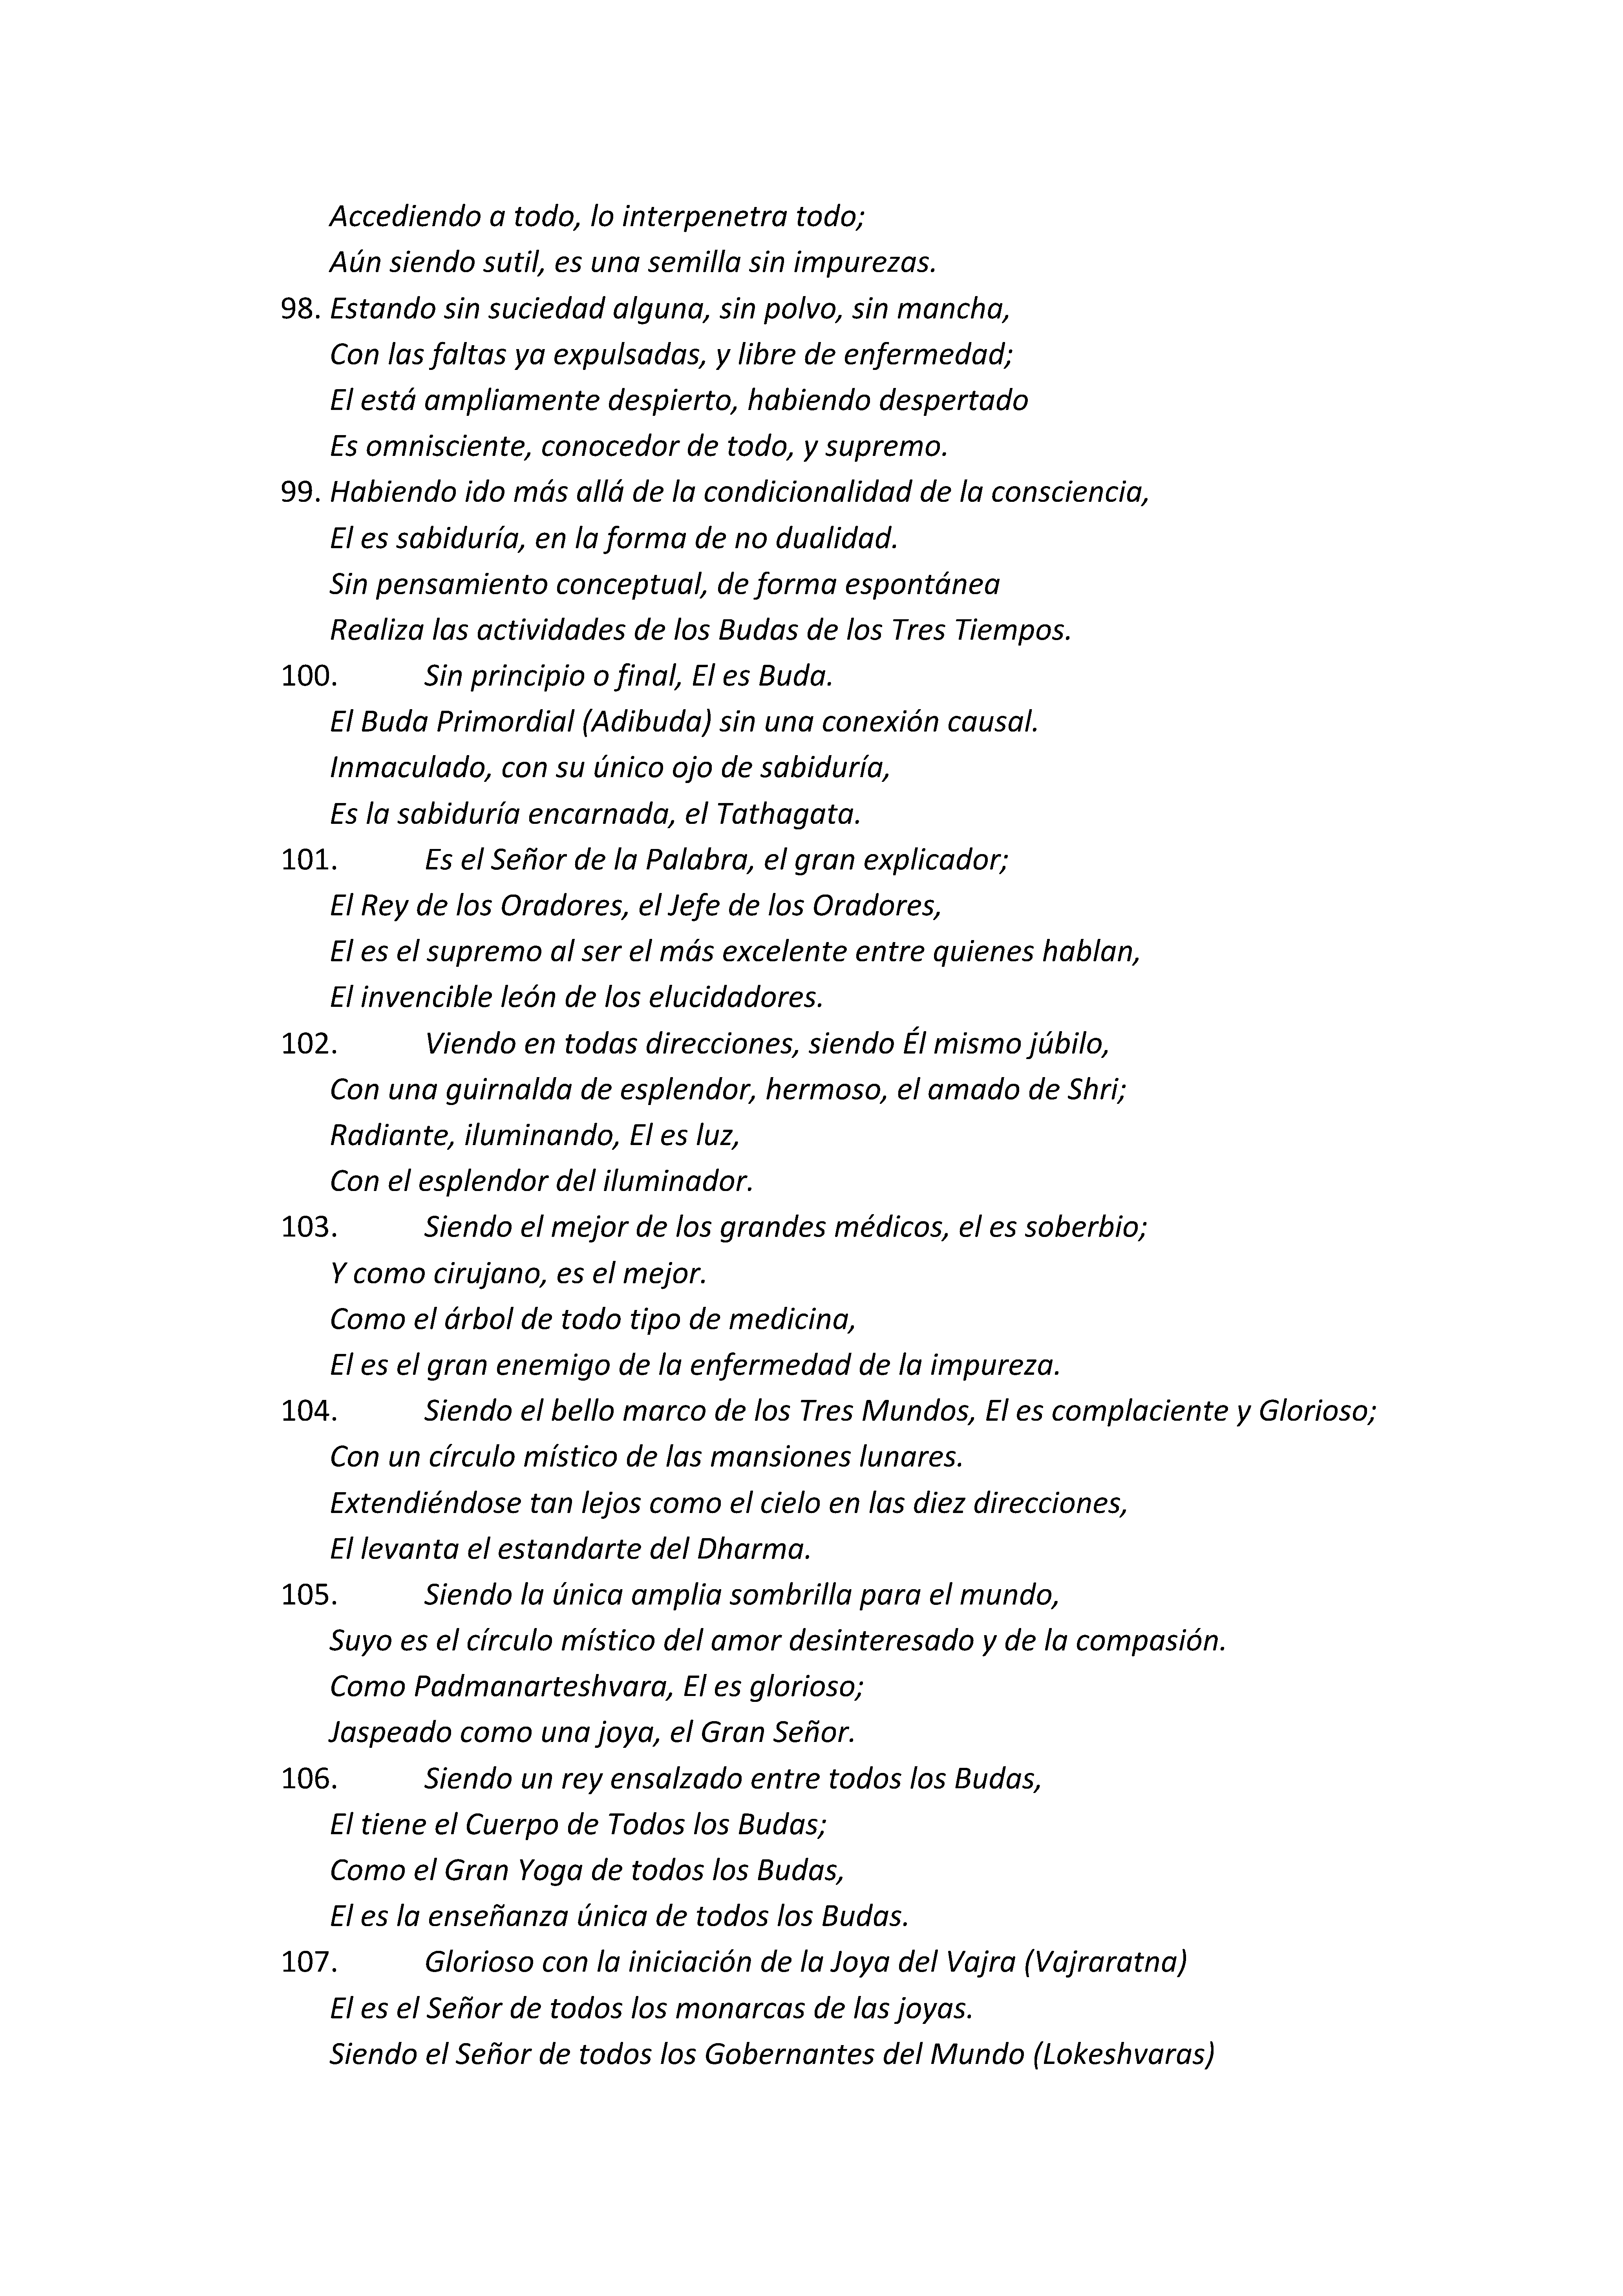 Accediendo a todo, lo interpenetra todo;
Aún siendo sutil, es una semilla sin impurezas.
98. Estando sin suciedad alguna, sin polvo, sin mancha,
Con las faltas ya expulsadas, y libre de enfermedad;
El está ampliamente despierto, habiendo despertado
Es omnisciente, conocedor de todo, y supremo.
99. Habiendo ido más allá de la condicionalidad de la consciencia,
El es sabiduría, en la forma de no dualidad.
Sin pensamiento conceptual, de forma espontánea
Realiza las actividades de los Budas de los Tres Tiempos.
100. Sin principio o final, El es Buda.
El Buda Primordial (Adibuda) sin una conexión causal.
Inmaculado, con su único ojo de sabiduría,
Es la sabiduría encarnada, el Tathagata.
101. Es el Señor de la Palabra, el gran explicador;
El Rey de los Oradores, el Jefe de los Oradores,
El es el supremo al ser el más excelente entre quienes hablan,
El invencible león de los elucidadores.
102. Viendo en todas direcciones, siendo Él mismo júbilo,
Con una guirnalda de esplendor, hermoso, el amado de Shri;
Radiante, iluminando, El es luz,
Con el esplendor del iluminador.
103. Siendo el mejor de los grandes médicos, el es soberbio;
Y como cirujano, es el mejor.
Como el árbol de todo tipo de medicina,
El es el gran enemigo de la enfermedad de la impureza.
104. Siendo el bello marco de los Tres Mundos, El es complaciente y Glorioso;
Con un círculo místico de las mansiones lunares.
Extendiéndose tan lejos como el cielo en las diez direcciones,
El levanta el estandarte del Dharma.
105. Siendo la única amplia sombrilla para el mundo,
Suyo es el círculo místico del amor desinteresado y de la compasión.
Como Padmanarteshvara, El es glorioso;
Jaspeado como una joya, el Gran Señor.
106. Siendo un rey ensalzado entre todos los Budas,
El tiene el Cuerpo de Todos los Budas;
Como el Gran Yoga de todos los Budas,
El es la enseñanza única de todos los Budas.
107. Glorioso con la iniciación de la Joya del Vajra (Vajraratna)
El es el Señor de todos los monarcas de las joyas.
Siendo el Señor de todos los Gobernantes del Mundo (Lokeshvaras)